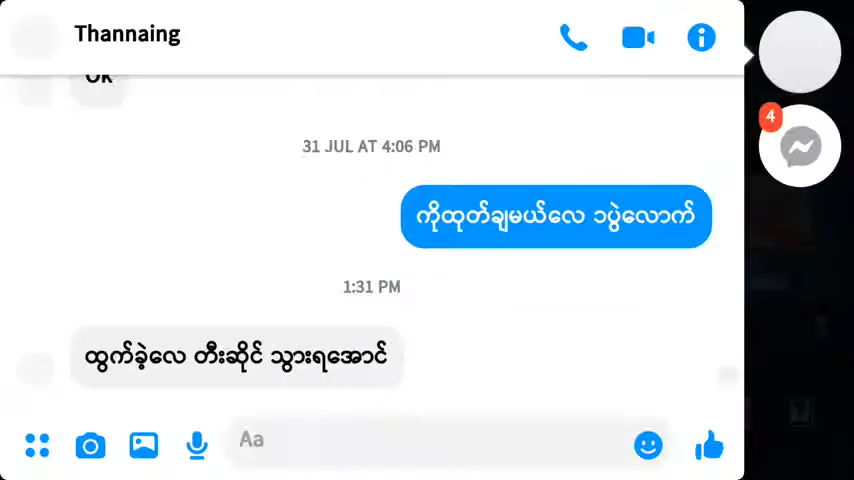 Thannaing
Ok
31 JUL AT 4:06 PM
ကိုထုတ်ချမယ်လေ ၁ပွဲလောက်
1:31 PM
ထွက်ခဲ့လေ တီးဆိုင် သွားရအောင်
Aa
4